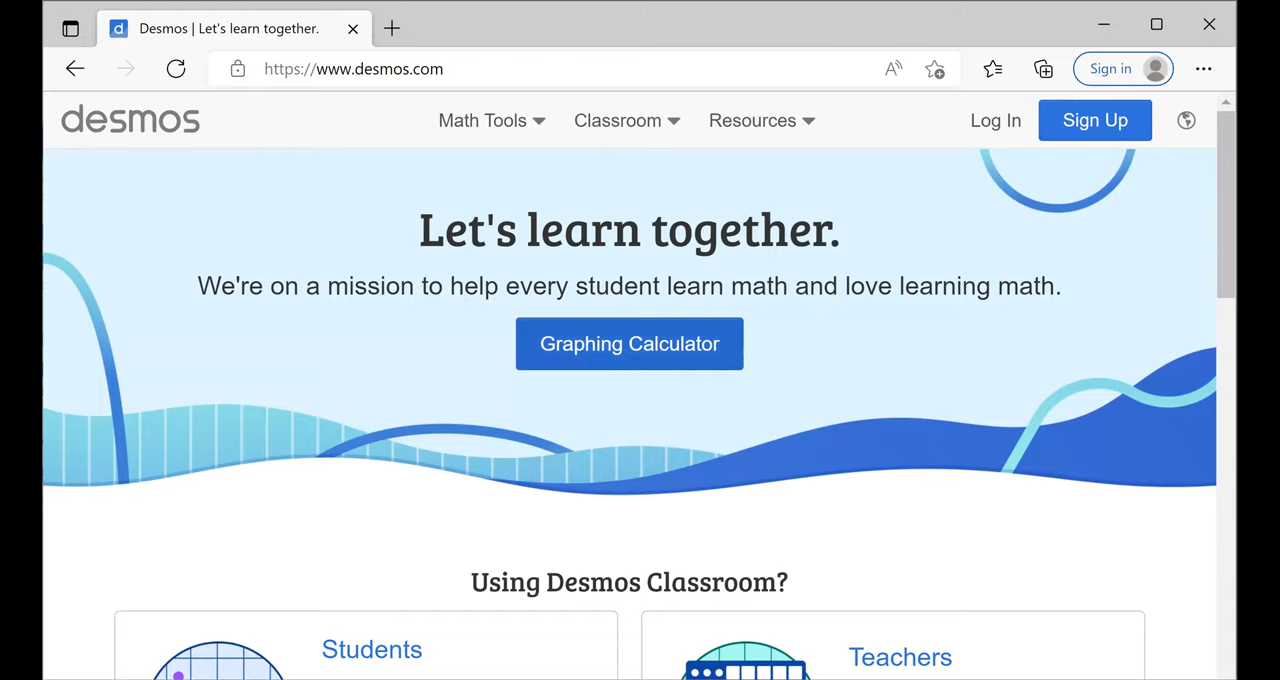 Desmos | Let's learn together.
https://www.desmos.com
Sign in
desmos
Math Tools
Classroom
Resources
Log In
Sign Up
Let's learn together.
We're on a mission to help every student learn math and love learning math.
Graphing Calculator
Using Desmos Classroom?
Students
Teachers